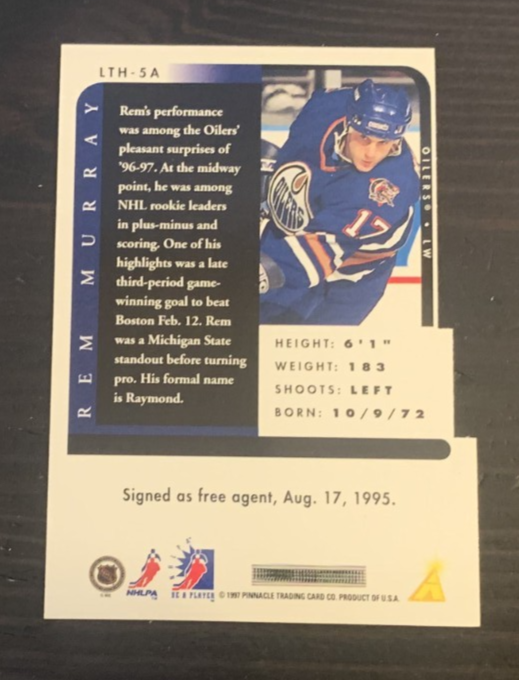 LTH-5A
REM MURRAY
Rem's performance
was among the Oilers'
pleasant surprises of
'96-97. At the midway
point, he was among
NHL rookie leaders
in plus-minus and
scoring. One of his
highlights was a late
third-period game-
winning goal to beat
Boston Feb. 12. Rem
was a Michigan State
standout before turning
pro. His formal name
is Raymond.
OILERS
17
OILERS® • LW
HEIGHT: 6'1"
WEIGHT: 183
SHOOTS: LEFT
BORN: 10/9/72
Signed as free agent, Aug. 17, 1995.
NHLPA
BE A PLAYER
© 1997 PINNACLE TRADING CARD CO. PRODUCT OF U.S.A.